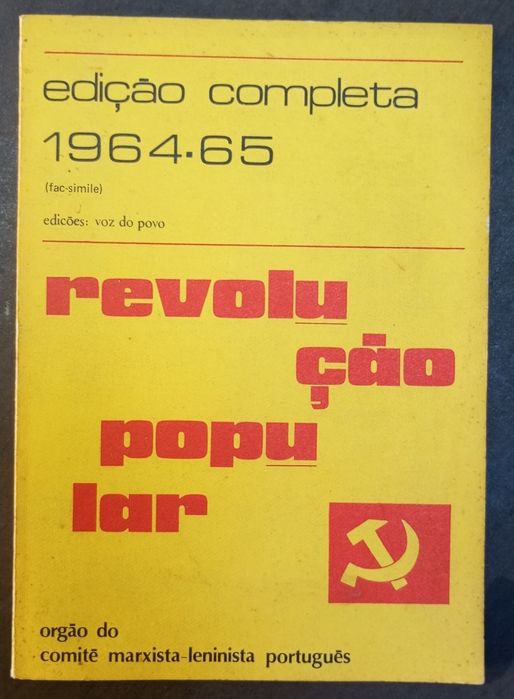 edição completa
1964.65
(fac-simile)
edicões: voz do povo
revolu
ção
popu
lar
orgão do
comitê marxista-leninista português